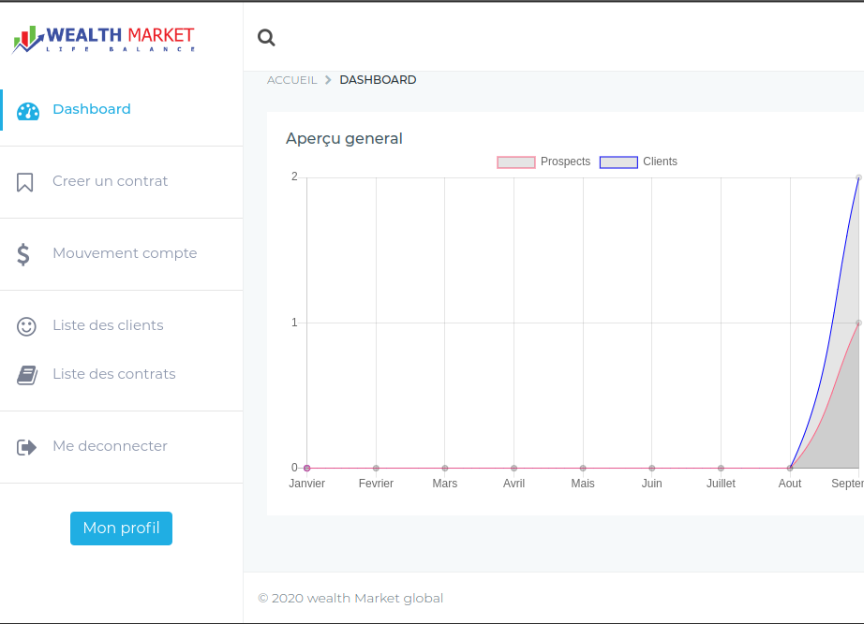 WEALTH MARKET
LIFE BALANCE
Dashboard
Creer un contrat
Mouvement compte
Liste des clients
Liste des contrats
Me deconnecter
Mon profil
ACCUEIL > DASHBOARD
Aperçu general
Prospects Clients
2
1
0
Janvier Fevrier Mars Avril Mais Juin Juillet Aout Septer
© 2020 wealth Market global